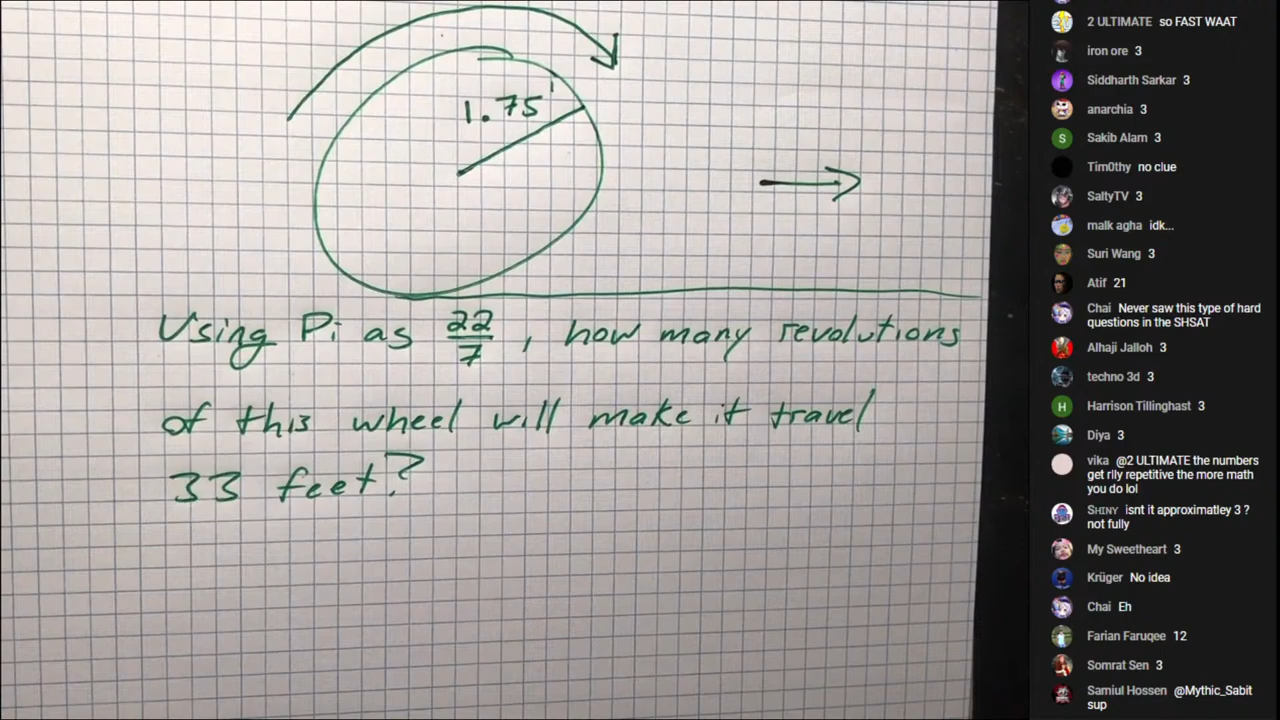 1.75'
Using Pi as 22/7, how many revolutions
of this wheel will make it travel
33 feet?
2 ULTIMATE so FAST WAAT
iron ore 3
Siddharth Sarkar 3
anarchia 3
S Sakib Alam 3
Tim0thy no clue
SaltyTV 3
malk agha idk...
Suri Wang 3
Atif 21
Chai Never saw this type of hard
questions in the SHSAT
Alhaji Jalloh 3
techno 3d 3
H Harrison Tillinghast 3
Diya 3
vika @2 ULTIMATE the numbers
get rlly repetitive the more math
you do lol
SHINY isnt it approximatley 3 ?
not fully
My Sweetheart 3
Krüger No idea
Chai Eh
Farian Faruqee 12
Somrat Sen 3
Samiul Hossen @Mythic_Sabit
sup